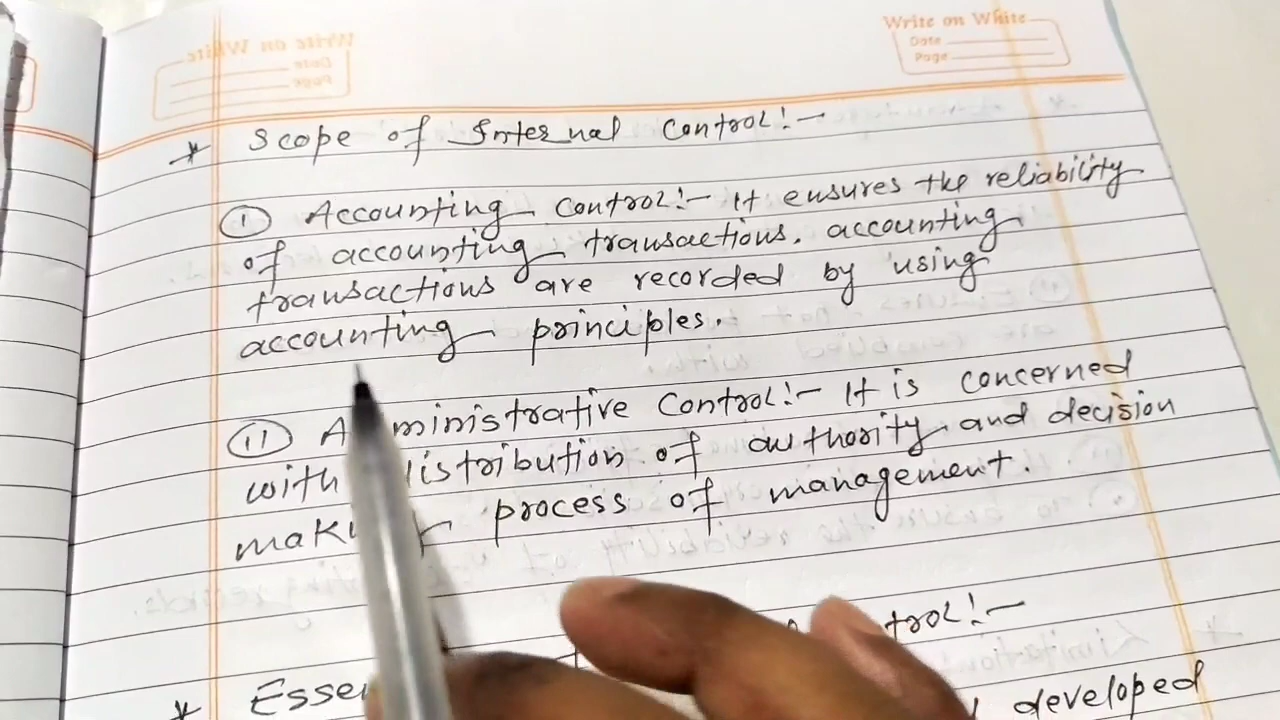 Write on White
Date
Page
* Scope of Internal Control:-
(I) Accounting control:- It ensures the reliability
of accounting transactions. accounting
transactions are recorded by using
accounting principles.
(II) Administrative Control:- It is concerned
with distribution of authority and decision
making process of management.
developed